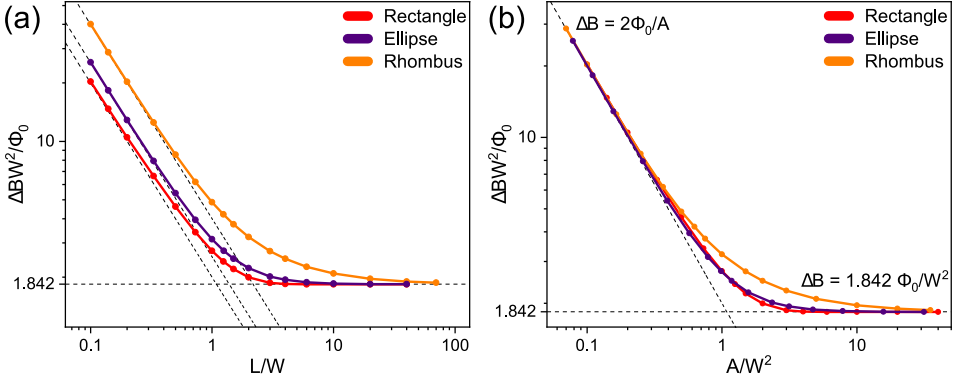 (a)
Rectangle
Ellipse
Rhombus
ΔBW²/Φ₀
10
1.842
0.1
1
10
100
L/W
(b)
ΔB = 2Φ₀/A
Rectangle
Ellipse
Rhombus
ΔBW²/Φ₀
10
1.842
ΔB = 1.842 Φ₀/W²
0.1
1
10
A/W²